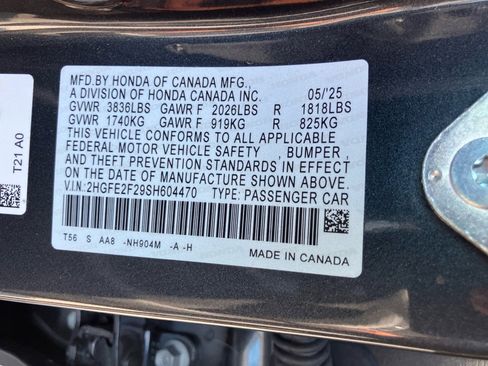 MFD.BY HONDA OF CANADA MFG.,
A DIVISION OF HONDA CANADA INC. 05/'25
GVWR 3836LBS GAWR F 2026LBS R 1818LBS
GVWR 1740KG GAWR F 919KG R 825KG
THIS VEHICLE CONFORMS TO ALL APPLICABLE
FEDERAL MOTOR VEHICLE SAFETY , BUMPER ,
AND THEFT PREVENTION STANDARDS IN EFFECT
ON THE DATE OF MANUFACTURE SHOWN ABOVE.
V.I.N: 2HGFE2F29SH604470 TYPE: PASSENGER CAR
T56 S AA8 -NH904M -A -H
MADE IN CANADA
T21 A0